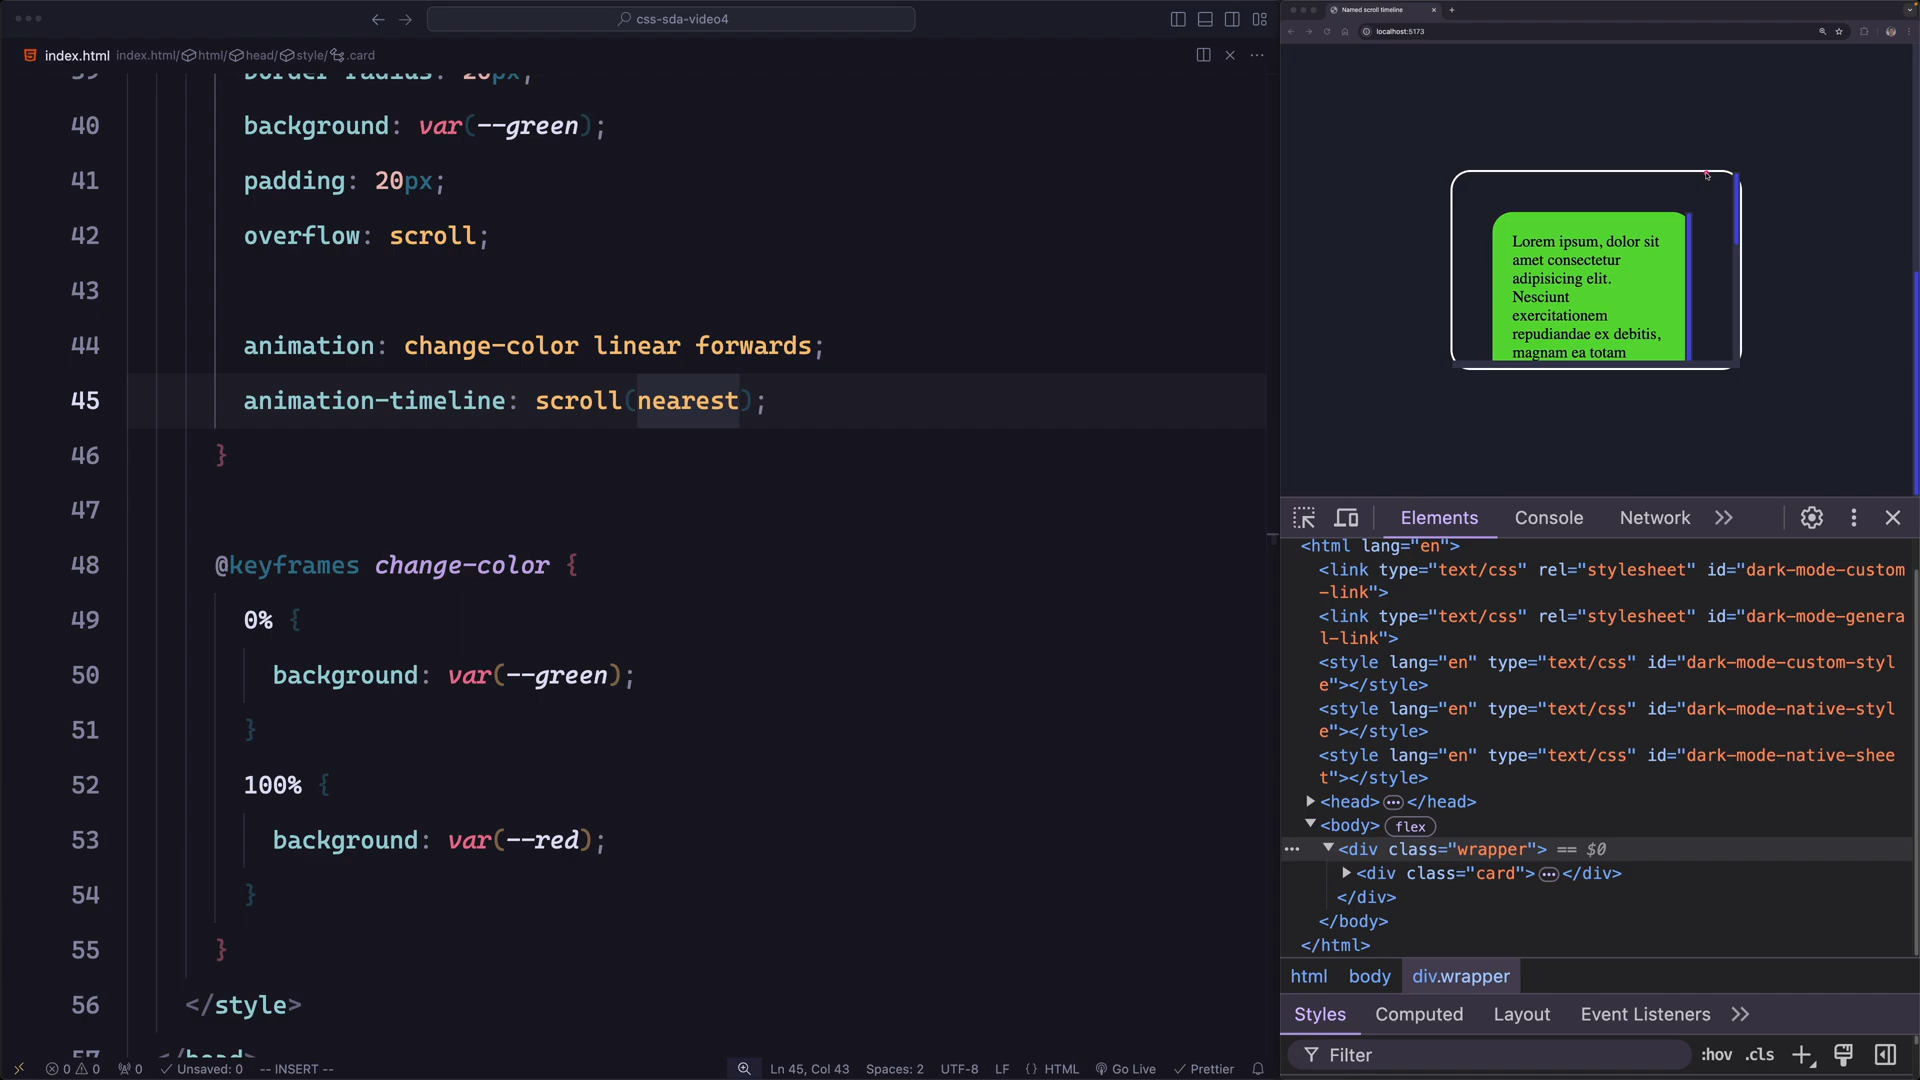 css-sda-video4
index.html index.html/ html/ head/ style/ .card
39 border-radius: 20px;
40 background: var(--green);
41 padding: 20px;
42 overflow: scroll;
43
44 animation: change-color linear forwards;
45 animation-timeline: scroll(nearest);
46 }
47
48 @keyframes change-color {
49 0% {
50 background: var(--green);
51 }
52 100% {
53 background: var(--red);
54 }
55 }
56 </style>
57 </head>
0 0 0 Unsaved: 0 -- INSERT --
Ln 45, Col 43 Spaces: 2 UTF-8 LF {} HTML Go Live Prettier
Named scroll timeline
localhost:5173
Lorem ipsum, dolor sit
amet consectetur
adipisicing elit.
Nesciunt
exercitationem
repudiandae ex debitis,
magnam ea totam
Elements Console Network
<html lang="en">
<link type="text/css" rel="stylesheet" id="dark-mode-custom
-link">
<link type="text/css" rel="stylesheet" id="dark-mode-genera
l-link">
<style lang="en" type="text/css" id="dark-mode-custom-styl
e"></style>
<style lang="en" type="text/css" id="dark-mode-native-styl
e"></style>
<style lang="en" type="text/css" id="dark-mode-native-shee
t"></style>
<head> </head>
<body> flex
<div class="wrapper"> == $0
<div class="card"> </div>
</div>
</body>
</html>
html body div.wrapper
Styles Computed Layout Event Listeners
Filter :hov .cls